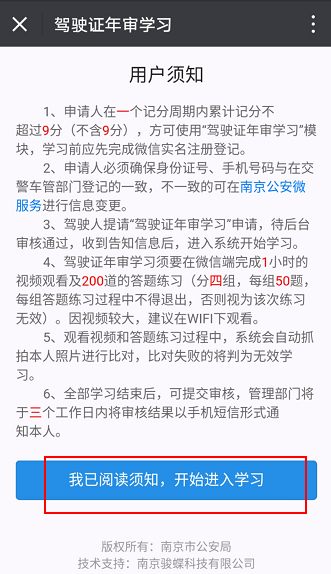 驾驶证年审学习
用户须知
1、申请人在一个记分周期内累计记分不
超过9分（不含9分），方可使用“驾驶证年审学习”模
块，学习前应先完成微信实名注册登记。
2、申请人必须确保身份证号、手机号码与在交
警车管部门登记的一致，不一致的可在南京公安微
服务进行信息变更。
3、驾驶人提请“驾驶证年审学习”申请，待后台
审核通过，收到告知信息后，进入系统开始学习。
4、驾驶证年审学习须要在微信端完成1小时的
视频观看及200道的答题练习（分四组，每组50题，
每组答题练习过程中不得退出，否则视为该次练习
无效）。因视频较大，建议在WIFI下观看。
5、观看视频和答题练习过程中，系统会自动抓
拍本人照片进行比对，比对失败的将判为无效学
习。
6、全部学习结束后，可提交审核，管理部门将
于三个工作日内将审核结果以手机短信形式通
知本人。
我已阅读须知，开始进入学习
版权所有：南京市公安局
技术支持：南京骏蝶科技有限公司